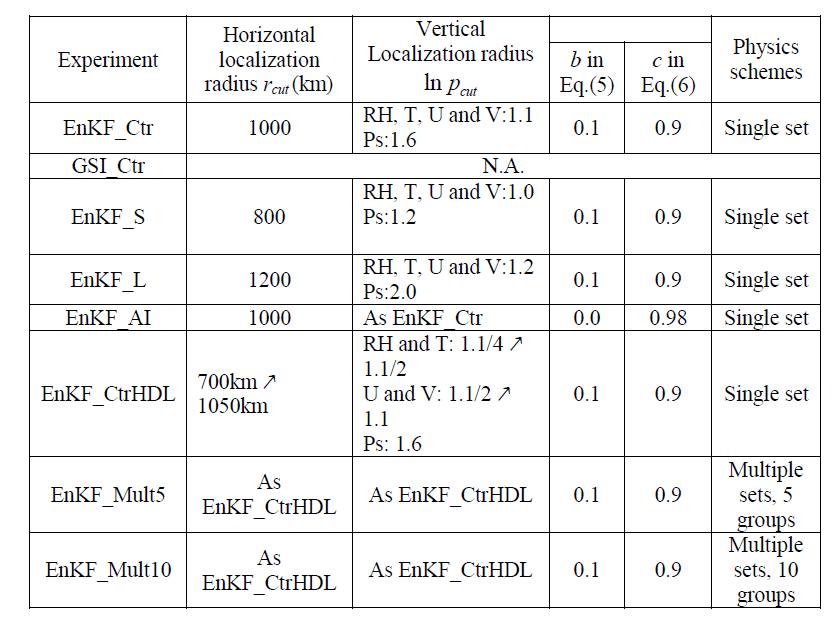 Experiment
Horizontal
localization
radius r_cut (km)
Vertical
Localization radius
ln p_cut
b in
Eq.(5)
c in
Eq.(6)
Physics
schemes
EnKF_Ctr
1000
RH, T, U and V:1.1
Ps:1.6
0.1
0.9
Single set
GSI_Ctr
N.A.
EnKF_S
800
RH, T, U and V:1.0
Ps:1.2
0.1
0.9
Single set
EnKF_L
1200
RH, T, U and V:1.2
Ps:2.0
0.1
0.9
Single set
EnKF_AI
1000
As EnKF_Ctr
0.0
0.98
Single set
EnKF_CtrHDL
700km ↗
1050km
RH and T: 1.1/4 ↗
1.1/2
U and V: 1.1/2 ↗
1.1
Ps: 1.6
0.1
0.9
Single set
EnKF_Mult5
As
EnKF_CtrHDL
As EnKF_CtrHDL
0.1
0.9
Multiple
sets, 5
groups
EnKF_Mult10
As
EnKF_CtrHDL
As EnKF_CtrHDL
0.1
0.9
Multiple
sets, 10
groups